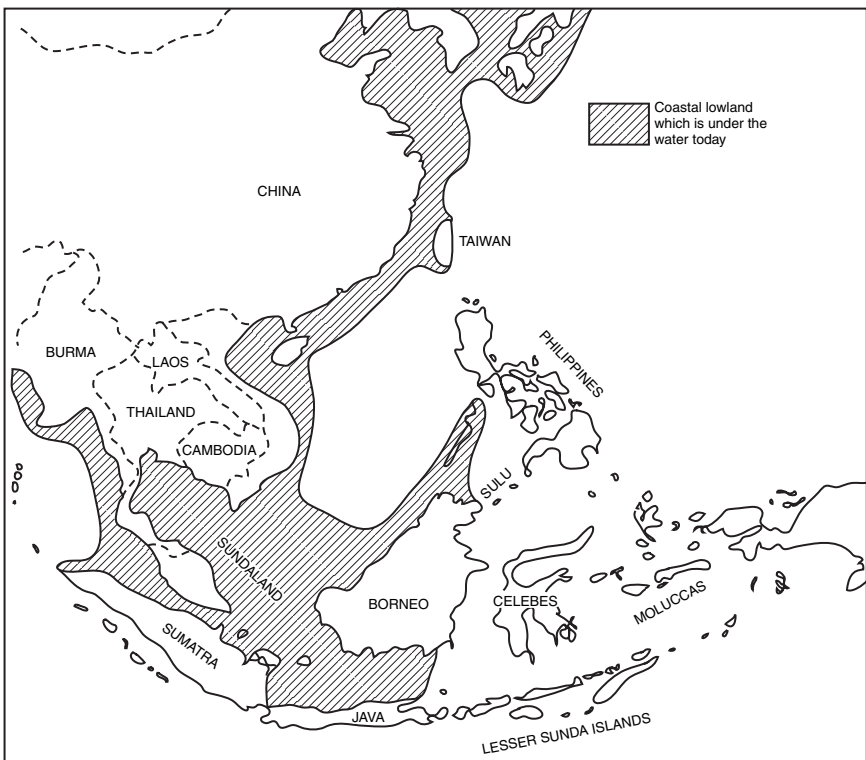 Coastal lowland
which is under the
water today
CHINA
TAIWAN
PHILIPPINES
BURMA
LAOS
THAILAND
CAMBODIA
SULU
SUNDALAND
BORNEO
CELEBES
MOLUCCAS
SUMATRA
JAVA
LESSER SUNDA ISLANDS